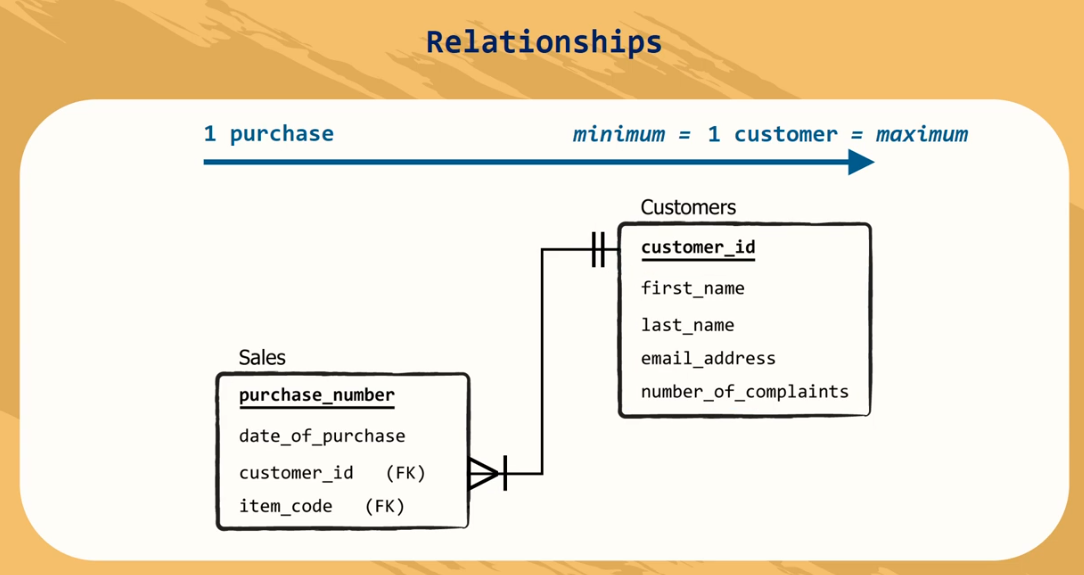 Relationships
1 purchase
minimum = 1 customer = maximum
Customers
customer_id
first_name
last_name
email_address
number_of_complaints
Sales
purchase_number
date_of_purchase
customer_id (FK)
item_code (FK)